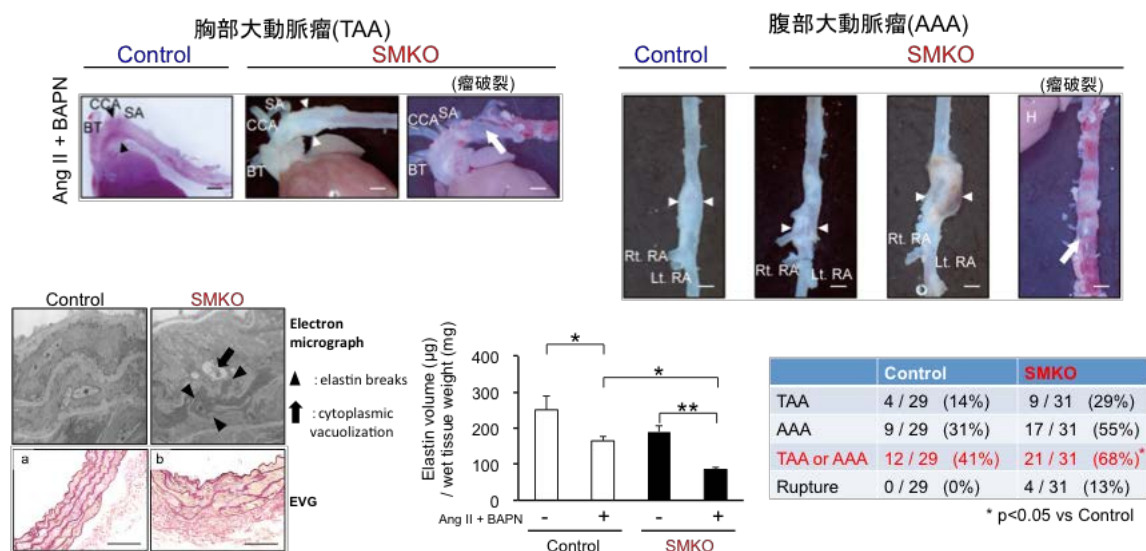 胸部大動脈瘤(TAA)
Control
SMKO
(瘤破裂)
Ang II + BAPN
CCA
SA
BT
SA
CCA
BT
CCA
SA
BT
腹部大動脈瘤(AAA)
Control
SMKO
(瘤破裂)
Rt. RA
Lt. RA
Rt. RA
Lt. RA
Rt. RA
Lt. RA
H
Control
SMKO
Electron
micrograph
: elastin breaks
: cytoplasmic
vacuolization
a
b
EVG
Elastin volume (μg)
/ wet tissue weight (mg)
400
300
200
100
0
*
*
**
Ang II + BAPN
-
+
-
+
Control
SMKO
Control SMKO
TAA 4 / 29 (14%) 9 / 31 (29%)
AAA 9 / 29 (31%) 17 / 31 (55%)
TAA or AAA 12 / 29 (41%) 21 / 31 (68%)*
Rupture 0 / 29 (0%) 4 / 31 (13%)
* p<0.05 vs Control